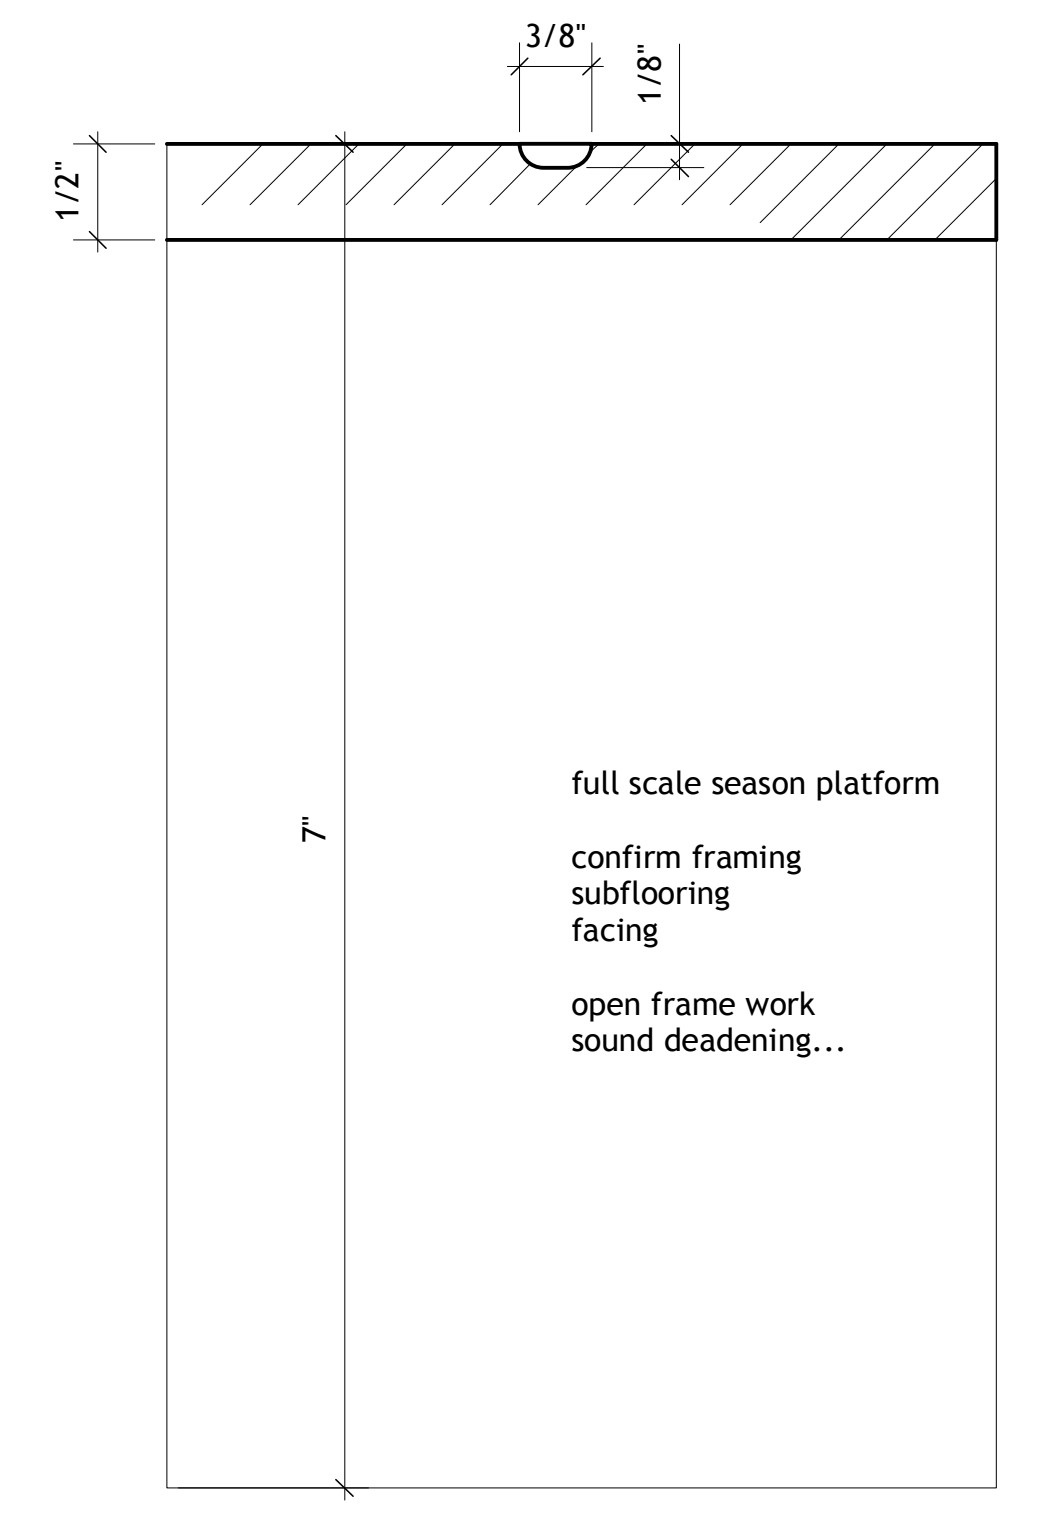 3/8"
1/8"
1/2"
7"
full scale season platform
confirm framing
subflooring
facing
open frame work
sound deadening...